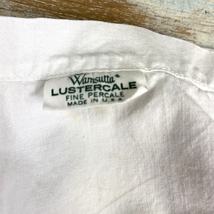 Wamsutta®
LUSTERCALE
FINE PERCALE
MADE IN U.S.A.